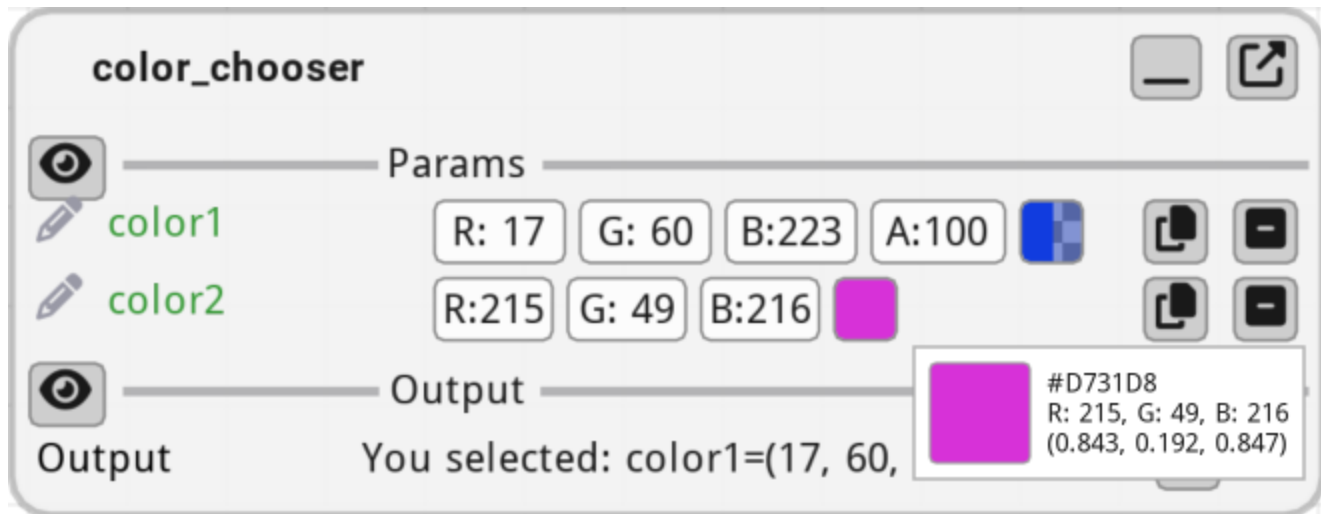 color_chooser
Params
color1 R: 17 G: 60 B:223 A:100
color2 R:215 G: 49 B:216
Output
#D731D8
R: 215, G: 49, B: 216
(0.843, 0.192, 0.847)
Output You selected: color1=(17, 60,